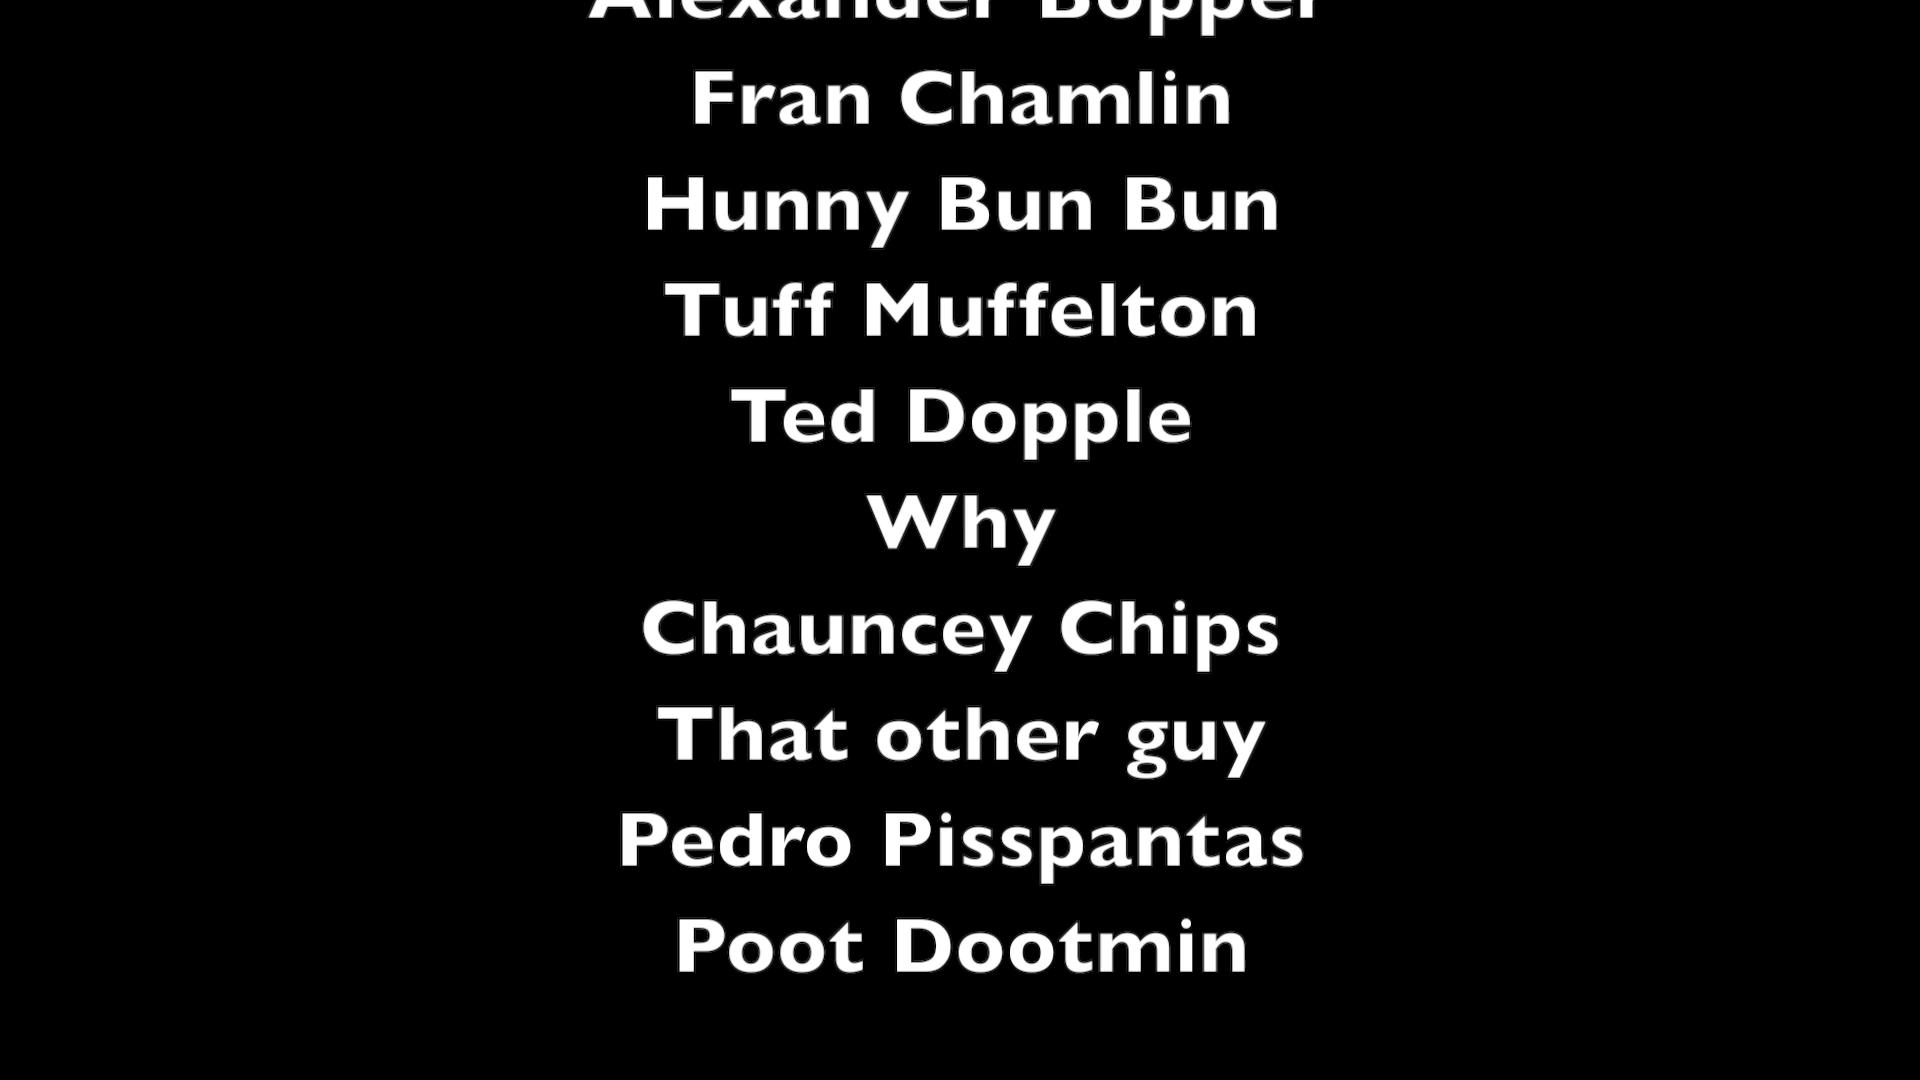 Alexander Bopper
Fran Chamlin
Hunny Bun Bun
Tuff Muffelton
Ted Dopple
Why
Chauncey Chips
That other guy
Pedro Pisspantas
Poot Dootmin